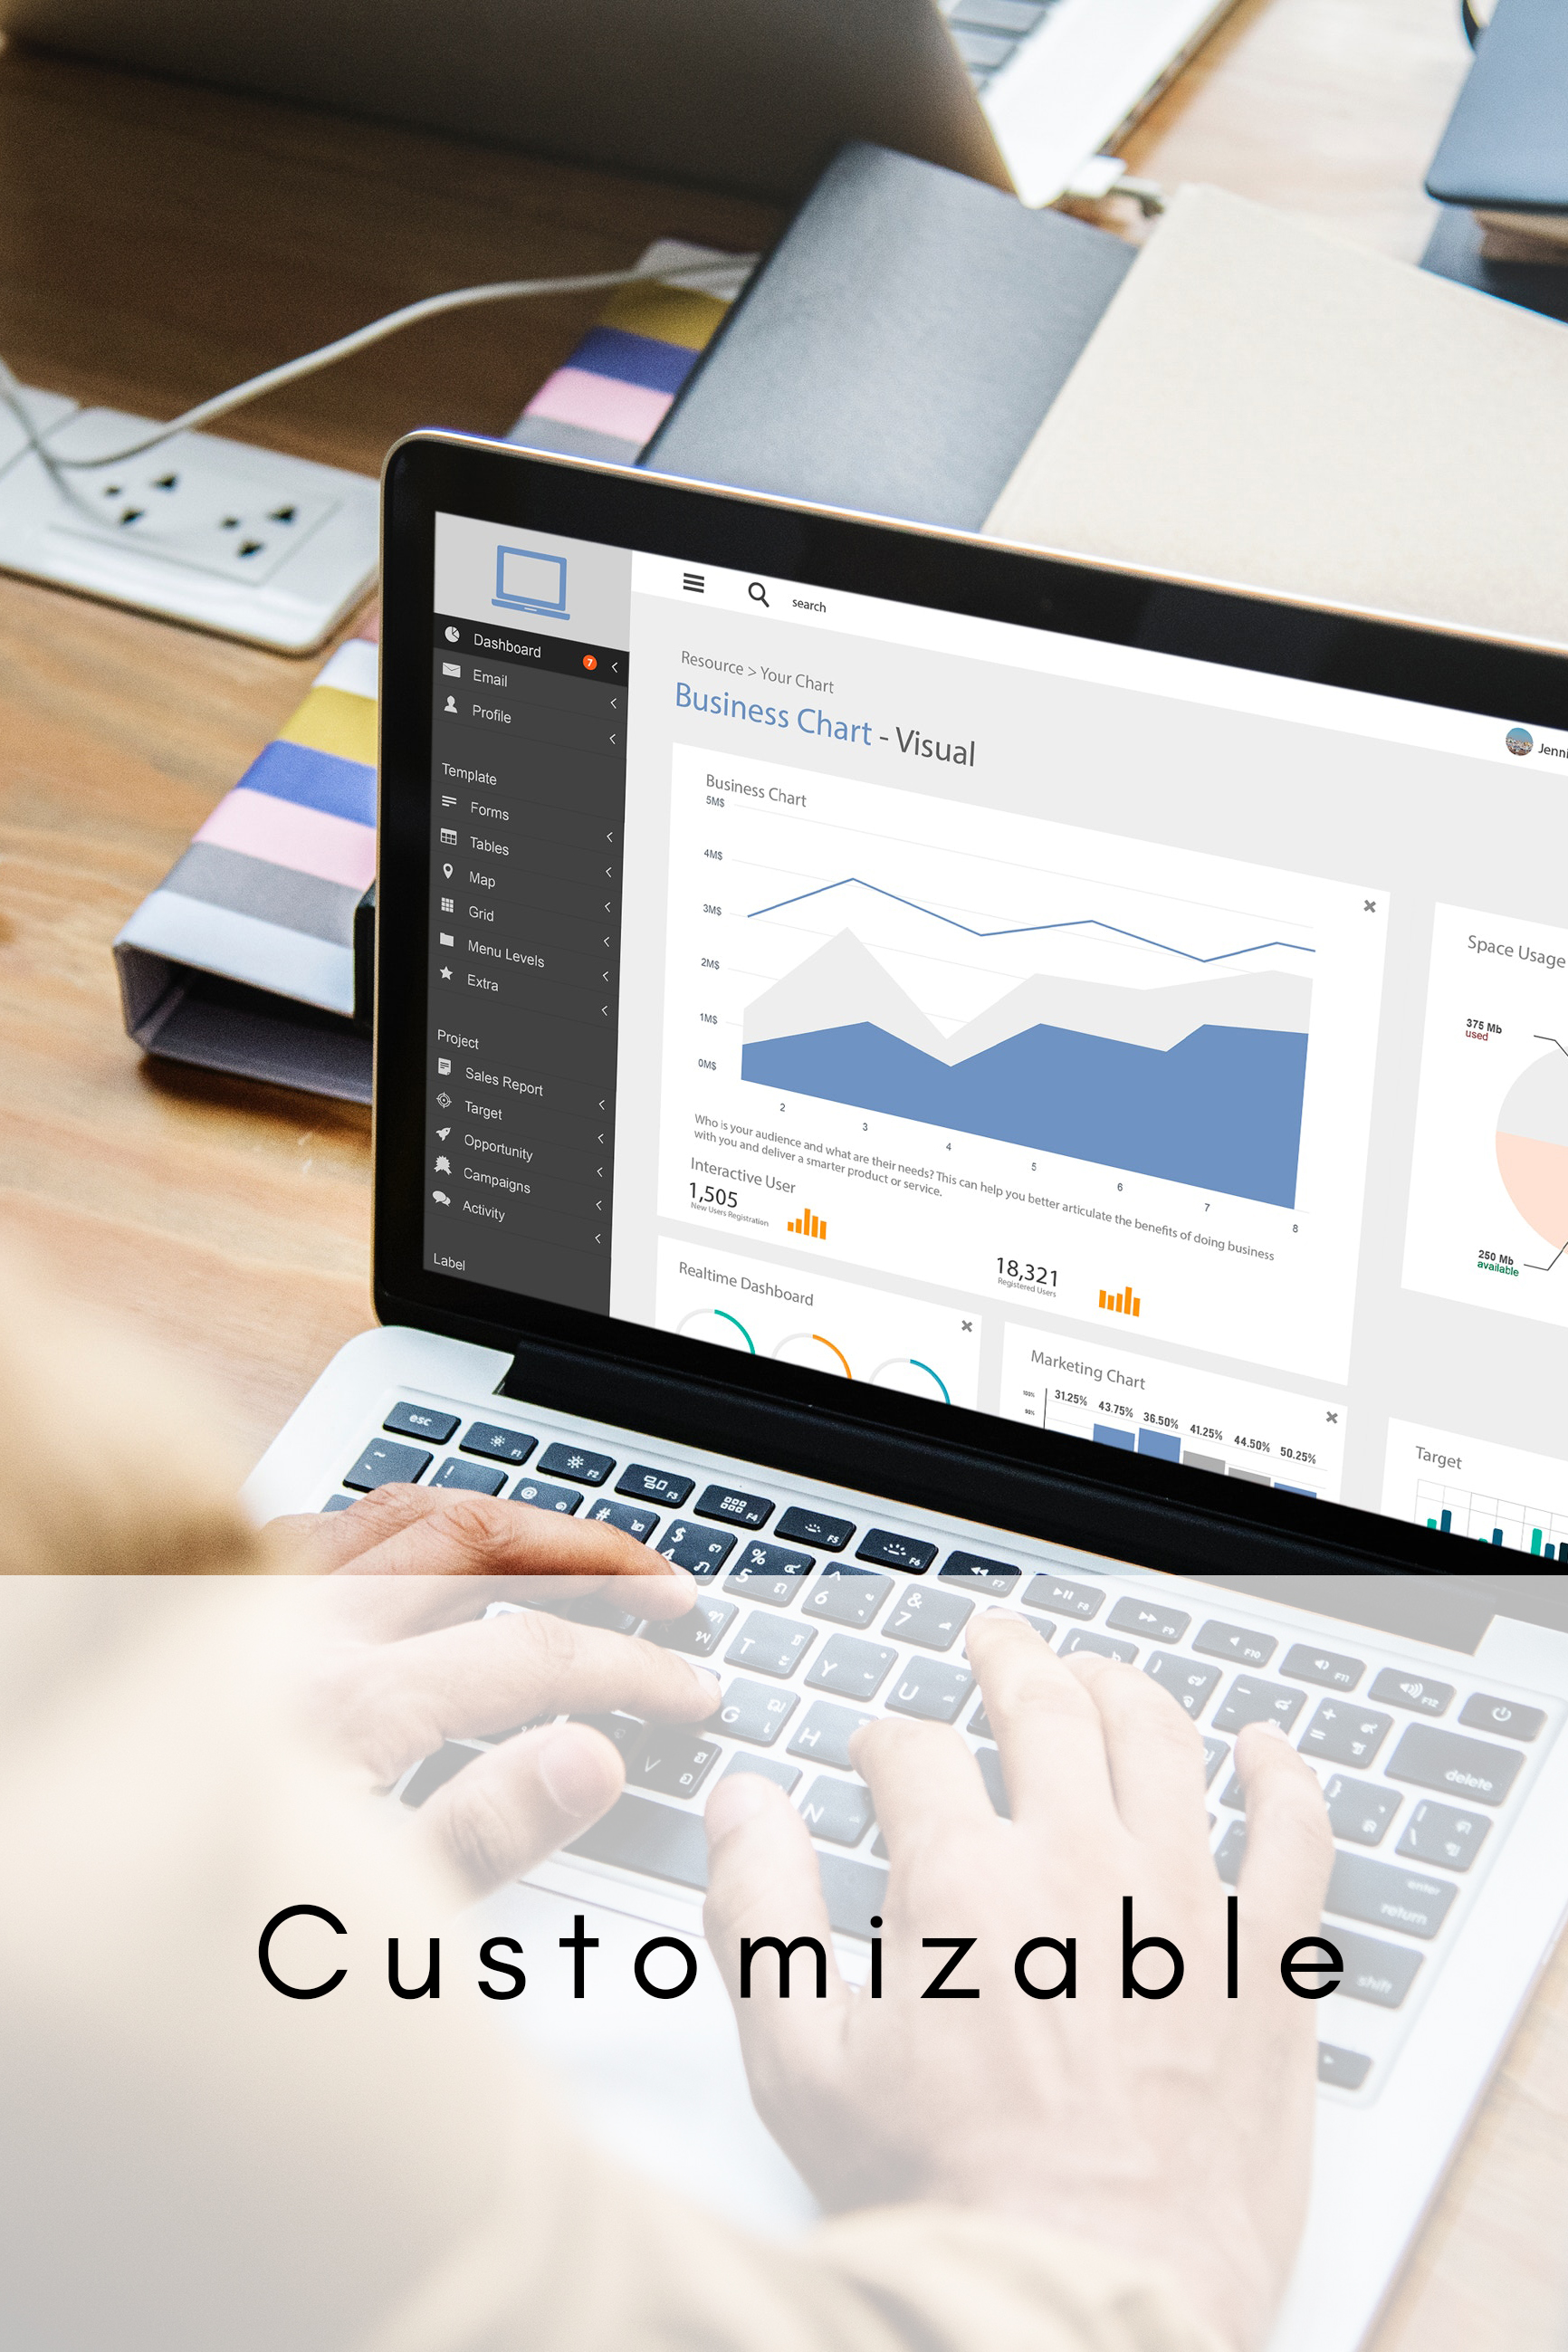 search
Jenni
Dashboard 7
Email
Profile
Template
Forms
Tables
Map
Grid
Menu Levels
Extra
Project
Sales Report
Target
Opportunity
Campaigns
Activity
Label
Resource > Your Chart
Business Chart - Visual
Business Chart
5M$
4M$
3M$
2M$
1M$
0M$
2 3 4 5 6 7 8
Who is your audience and what are their needs? This can help you better articulate the benefits of doing business
with you and deliver a smarter product or service.
Interactive User
1,505
New Users Registration
18,321
Registered Users
Space Usage
375 Mb
used
250 Mb
available
Realtime Dashboard
Marketing Chart
31.25% 43.75% 36.50% 41.25% 44.50% 50.25%
Target
esc F1 F2 F3 F4 F5 F6 F7 F8 F9 F10 F11 F12
~ ! @ # $ 4 % 5 ^ 6 & 7 ( ) - + =
delete
T Y U
G H
enter
return
V N
shift
Customizable